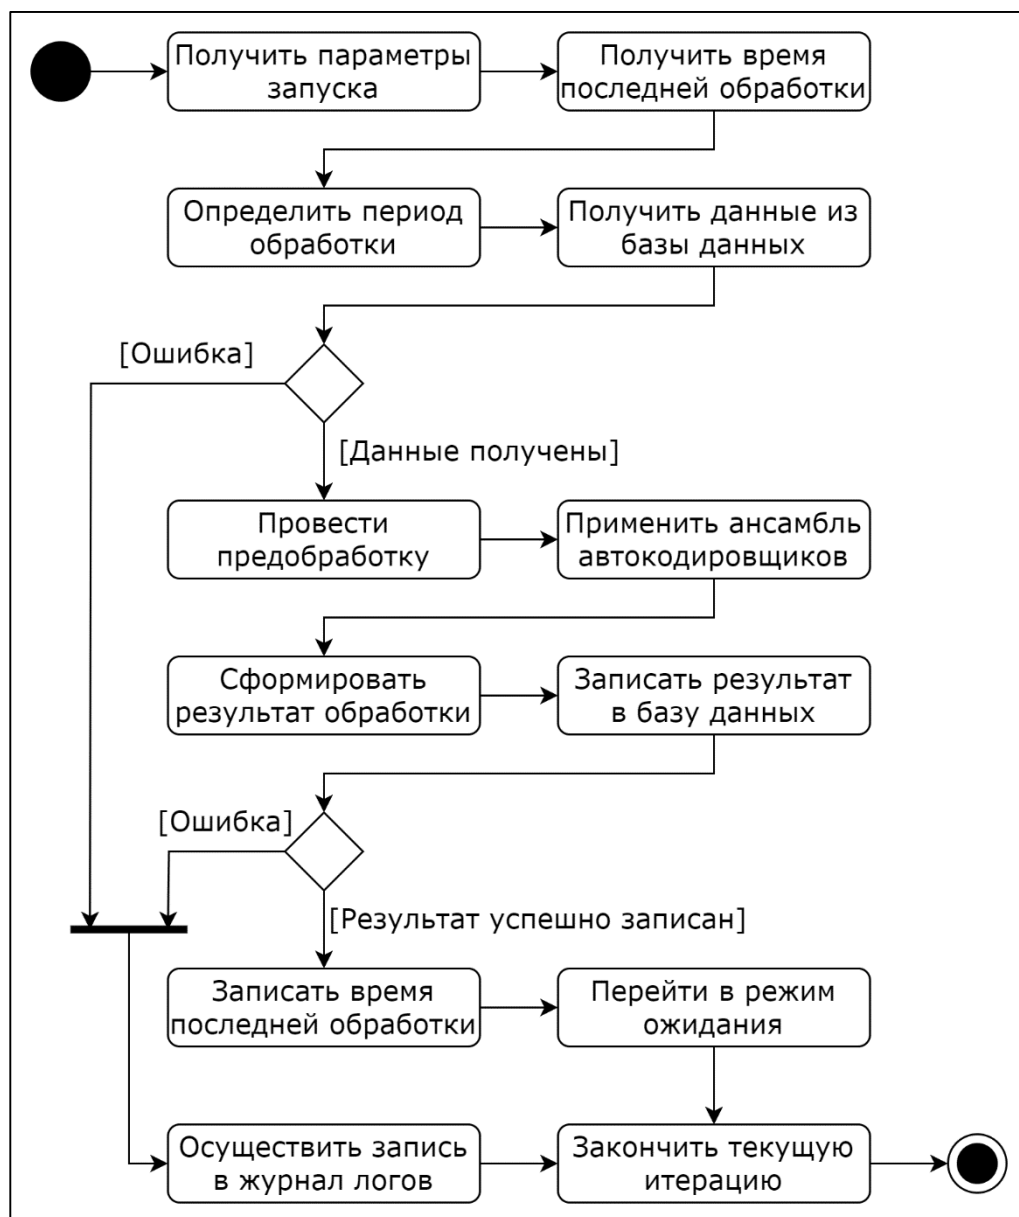 Получить параметры
запуска
Получить время
последней обработки
Определить период
обработки
Получить данные из
базы данных
[Ошибка]
[Данные получены]
Провести
предобработку
Применить ансамбль
автокодировщиков
Сформировать
результат обработки
Записать результат
в базу данных
[Ошибка]
[Результат успешно записан]
Записать время
последней обработки
Перейти в режим
ожидания
Осуществить запись
в журнал логов
Закончить текущую
итерацию